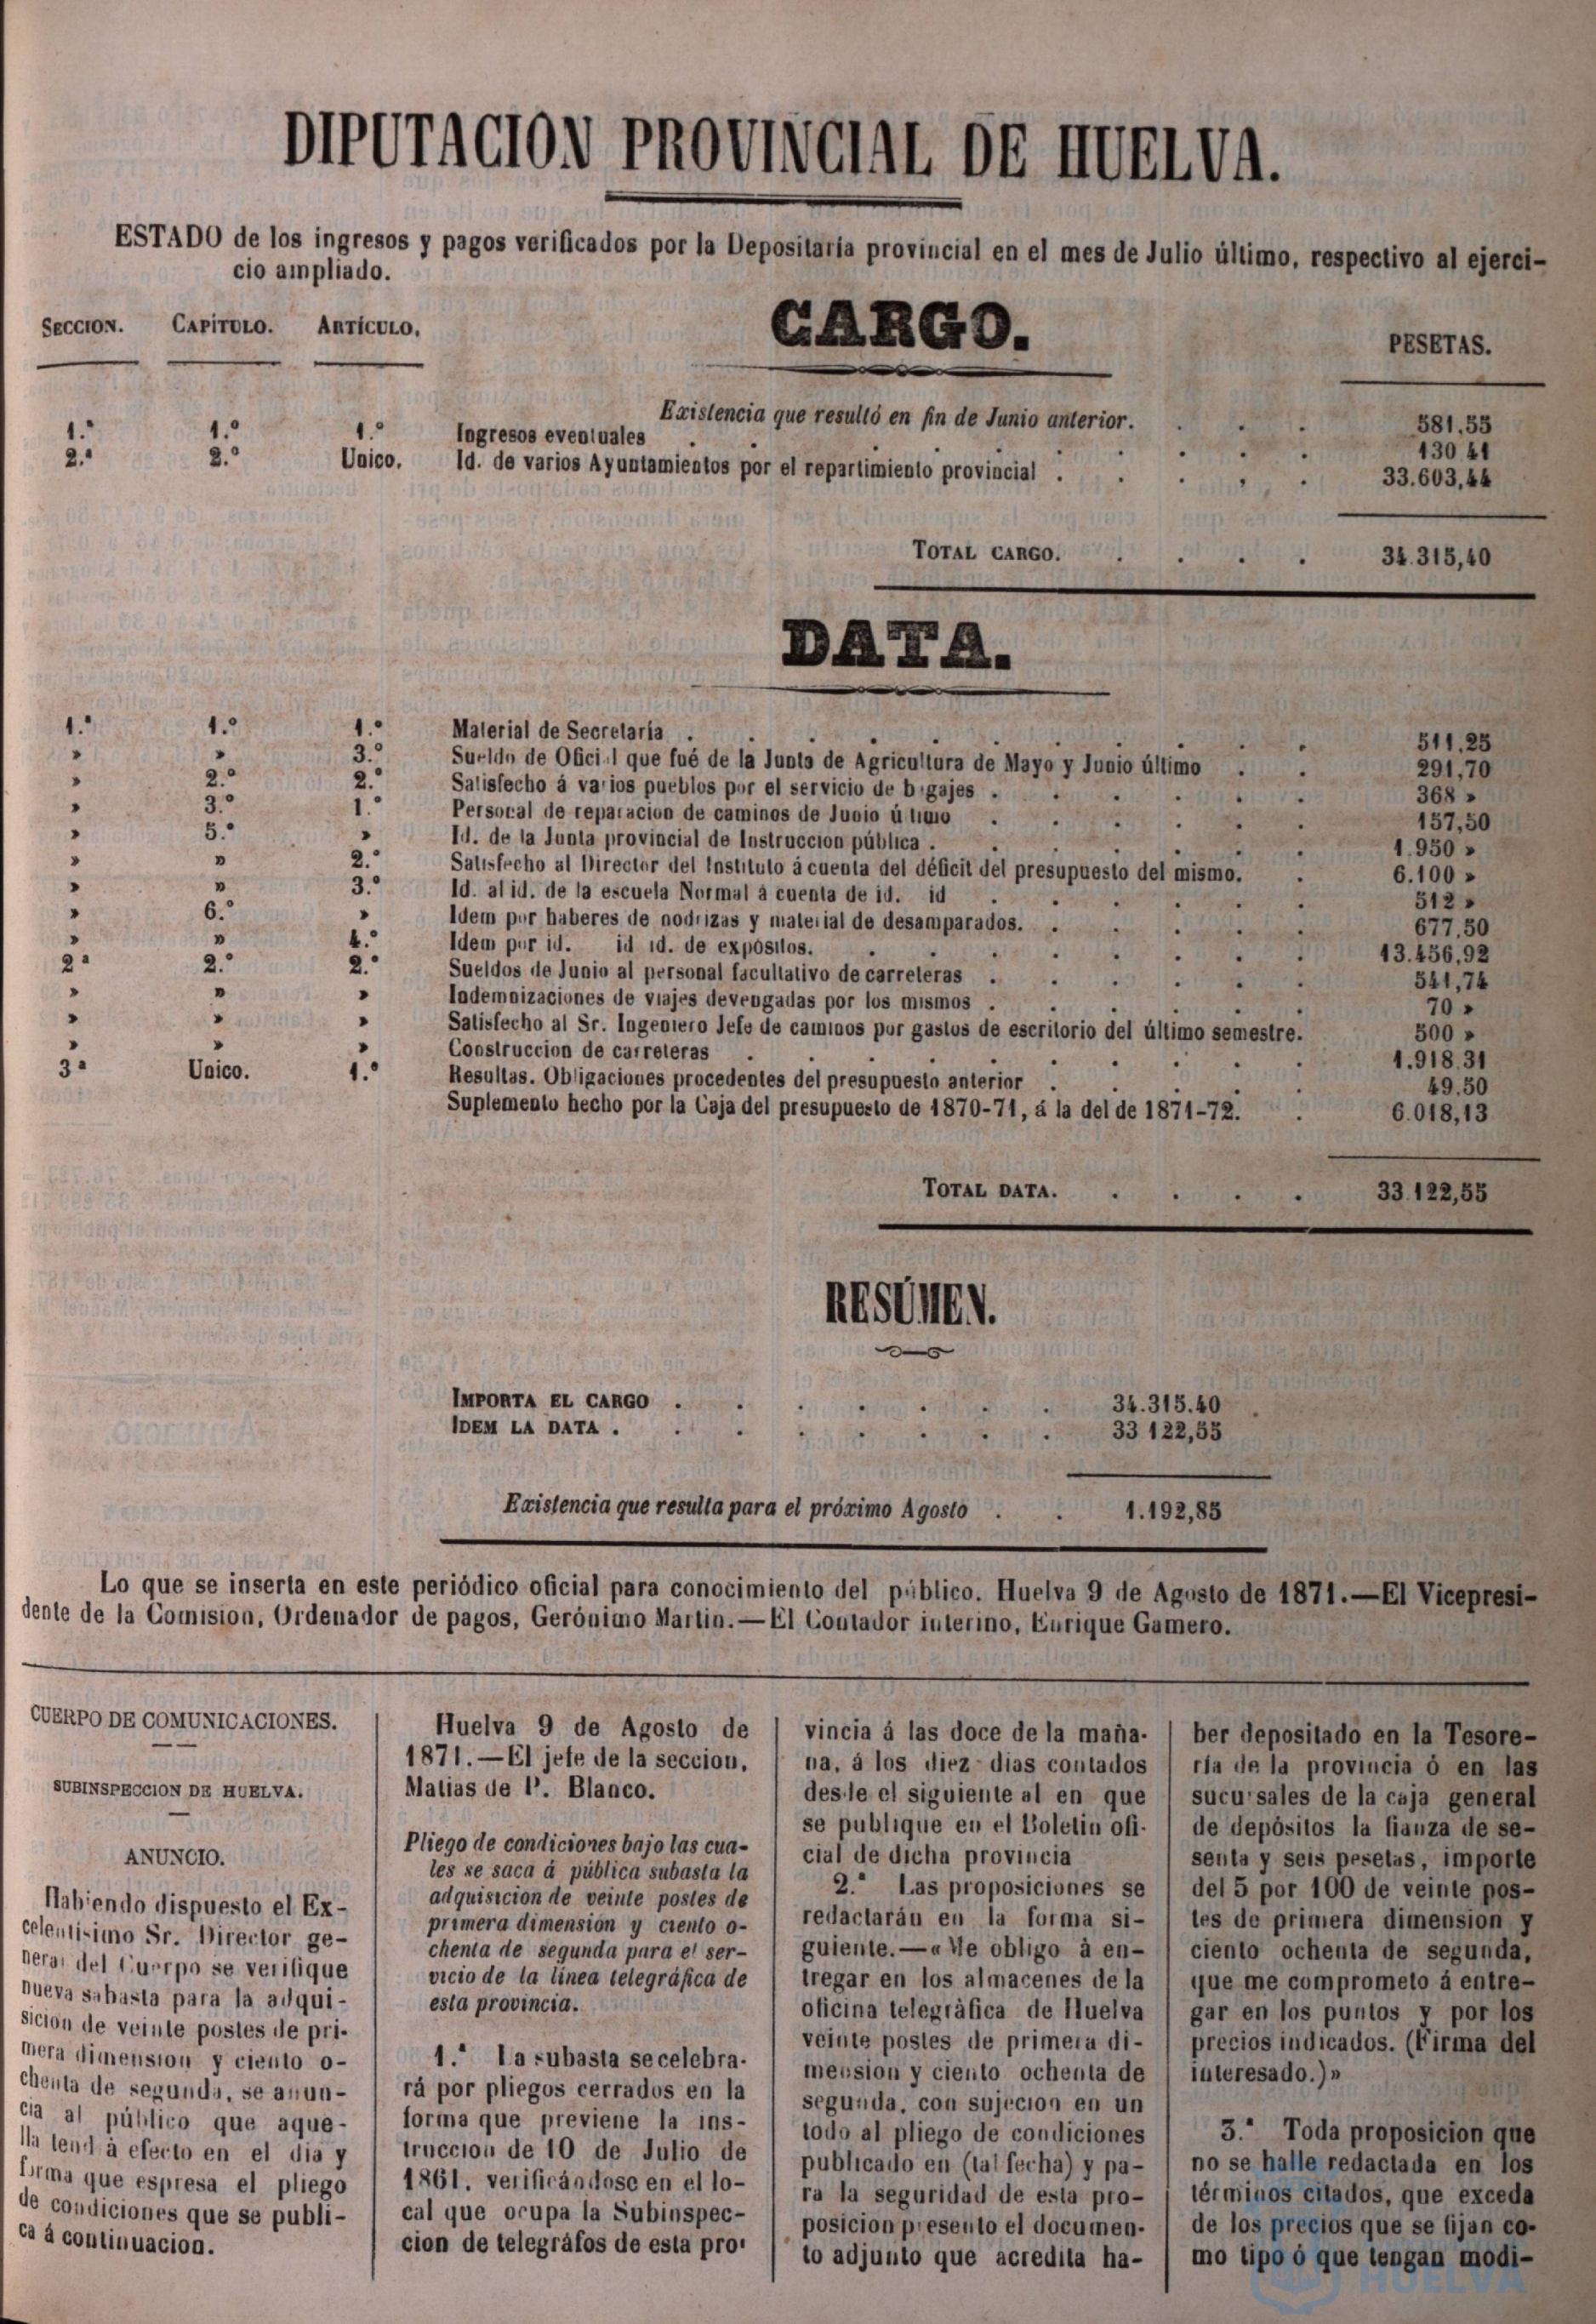 DIPUTACION PROVINCIAL DE HUELVA.
ESTADO de los ingresos y pagos verificados por la Depositaría provincial en el mes de Julio último, respectivo al ejerci-
cio ampliado.
SECCION. CAPÍTULO. ARTÍCULO. CARGO. PESETAS.
Existencia que resultó en fin de Junio anterior. . . . 581,55
1.ª 1.º 1.º Ingresos eventuales . . . . 130 41
2.ª 2.º Unico. Id. de varios Ayuntamientos por el repartimiento provincial . . . . . 33.603,44
TOTAL CARGO. . . . . 34.315,40
DATA.
1.ª 1.º 1.º Material de Secretaría . . . . 511,25
» » 3.º Sueldo de Oficial que fué de la Junta de Agricultura de Mayo y Junio último . . 291,70
» 2.º 2.º Satisfecho á varios pueblos por el servicio de bagajes . . . . 368 »
» 3.º 1.º Personal de reparacion de caminos de Junio último . . . . 157,50
» 5.º » Id. de la Junta provincial de Instruccion pública . . . . 1.950 »
» » 2.º Satisfecho al Director del Instituto á cuenta del déficit del presupuesto del mismo. . 6.100 »
» » 3.º Id. al id. de la escuela Normal á cuenta de id. id . . . . 512 »
» 6.º » Idem por haberes de nodrizas y material de desamparados. . . . . 677,50
» » 4.º Idem por id. id id. de expósitos. . . . . 13.456,92
2ª 2.º 2.º Sueldos de Junio al personal facultativo de carreteras . . . . 541,74
» » » Indemnizaciones de viajes devengadas por los mismos . . . . 70 »
» » » Satisfecho al Sr. Ingeniero Jefe de caminos por gastos de escritorio del último semestre. 500 »
» » » Construccion de carreteras . . . . 1.918,31
3ª Unico. 1.º Resultas. Obligaciones procedentes del presupuesto anterior . . . . 49.50
Suplemento hecho por la Caja del presupuesto de 1870-71, á la del de 1871-72. . 6.018,13
TOTAL DATA. . . . . 33.122,55
RESÚMEN.
IMPORTA EL CARGO . . . . . . . 34.315.40
IDEM LA DATA . . . . . . . . 33 122,55
Existencia que resulta para el próximo Agosto . . 1.192,85
Lo que se inserta en este periódico oficial para conocimiento del público. Huelva 9 de Agosto de 1871.—El Vicepresi-
dente de la Comision, Ordenador de pagos, Gerónimo Martin.—El Contador interino, Enrique Gamero.
CUERPO DE COMUNICACIONES.
SUBINSPECCION DE HUELVA.
ANUNCIO.
Habiendo dispuesto el Ex-
celentisimo Sr. Director ge-
neral del Cuerpo se verifique
nueva subasta para la adqui-
sicion de veinte postes de pri-
mera dimension y ciento o-
chenta de segunda, se anun-
cia al público que aque-
lla tend á efecto en el dia y
forma que espresa el pliego
de condiciones que se publi-
ca á continuacion.
Huelva 9 de Agosto de
1871.—El jefe de la seccion,
Matias de P. Blanco.
Pliego de condiciones bajo las cua-
les se saca á pública subasta la
adquisicion de veinte postes de
primera dimensión y ciento o-
chenta de segunda para el ser-
vicio de la línea telegráfica de
esta provincia.
1.ª La subasta se celebra-
rá por pliegos cerrados en la
forma que previene la ins-
truccion de 10 de Julio de
1861, verificándose en el lo-
cal que ocupa la Subinspec-
cion de telegráfos de esta pro-
vincia á las doce de la maña-
na, á los diez dias contados
desde el siguiente al en que
se publique en el Boletin ofi-
cial de dicha provincia
2.ª Las proposiciones se
redactarán en la forma si-
guiente.—«Me obligo á en-
tregar en los almacenes de la
oficina telegráfica de Huelva
veinte postes de primera di-
mension y ciento ochenta de
segunda, con sujecion en un
todo al pliego de condiciones
publicado en (tal fecha) y pa-
ra la seguridad de esta pro-
posicion presento el documen-
to adjunto que acredita ha-
ber depositado en la Tesore-
ría de la provincia ó en las
sucursales de la caja general
de depósitos la fianza de se-
senta y seis pesetas, importe
del 5 por 100 de veinte pos-
tes de primera dimension y
ciento ochenta de segunda,
que me comprometo á entre-
gar en los puntos y por los
precios indicados. (Firma del
interesado.)»
3.ª Toda proposicion que
no se halle redactada en los
términos citados, que exceda
de los precios que se fijan co-
mo tipo ó que tengan modi-
HUELVA